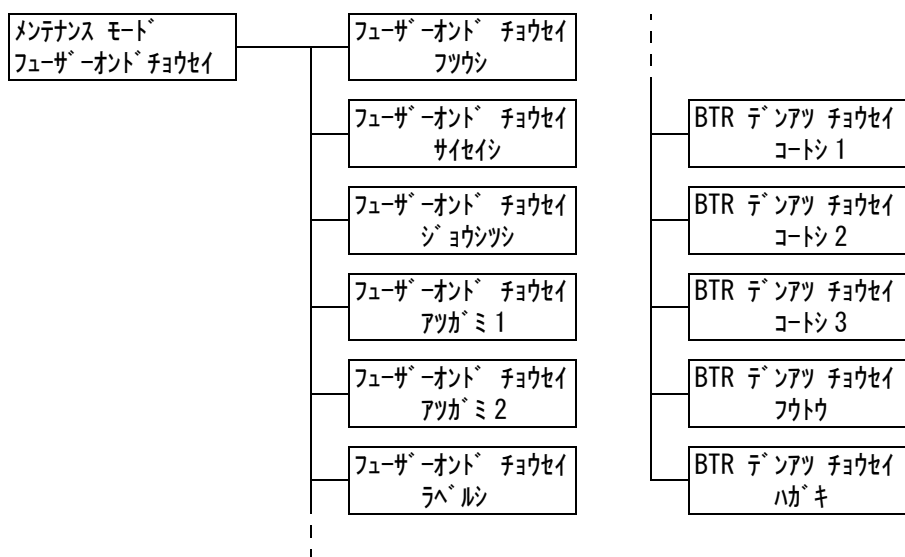 ﾒﾝﾃﾅﾝｽ ﾓｰﾄﾞ
ﾌｭｰｻﾞｰｵﾝﾄﾞﾁｮｳｾｲ
ﾌｭｰｻﾞｰｵﾝﾄﾞ ﾁｮｳｾｲ
ﾌﾂｳｼ
ﾌｭｰｻﾞｰｵﾝﾄﾞ ﾁｮｳｾｲ
ｻｲｾｲｼ
ﾌｭｰｻﾞｰｵﾝﾄﾞ ﾁｮｳｾｲ
ｼﾞｮｳｼﾂｼ
ﾌｭｰｻﾞｰｵﾝﾄﾞ ﾁｮｳｾｲ
ｱﾂｶﾞﾐ 1
ﾌｭｰｻﾞｰｵﾝﾄﾞ ﾁｮｳｾｲ
ｱﾂｶﾞﾐ 2
ﾌｭｰｻﾞｰｵﾝﾄﾞ ﾁｮｳｾｲ
ﾗﾍﾞﾙｼ
BTR ﾃﾞﾝｱﾂ ﾁｮｳｾｲ
ｺｰﾄｼ 1
BTR ﾃﾞﾝｱﾂ ﾁｮｳｾｲ
ｺｰﾄｼ 2
BTR ﾃﾞﾝｱﾂ ﾁｮｳｾｲ
ｺｰﾄｼ 3
BTR ﾃﾞﾝｱﾂ ﾁｮｳｾｲ
ﾌｳﾄｳ
BTR ﾃﾞﾝｱﾂ ﾁｮｳｾｲ
ﾊｶﾞｷ